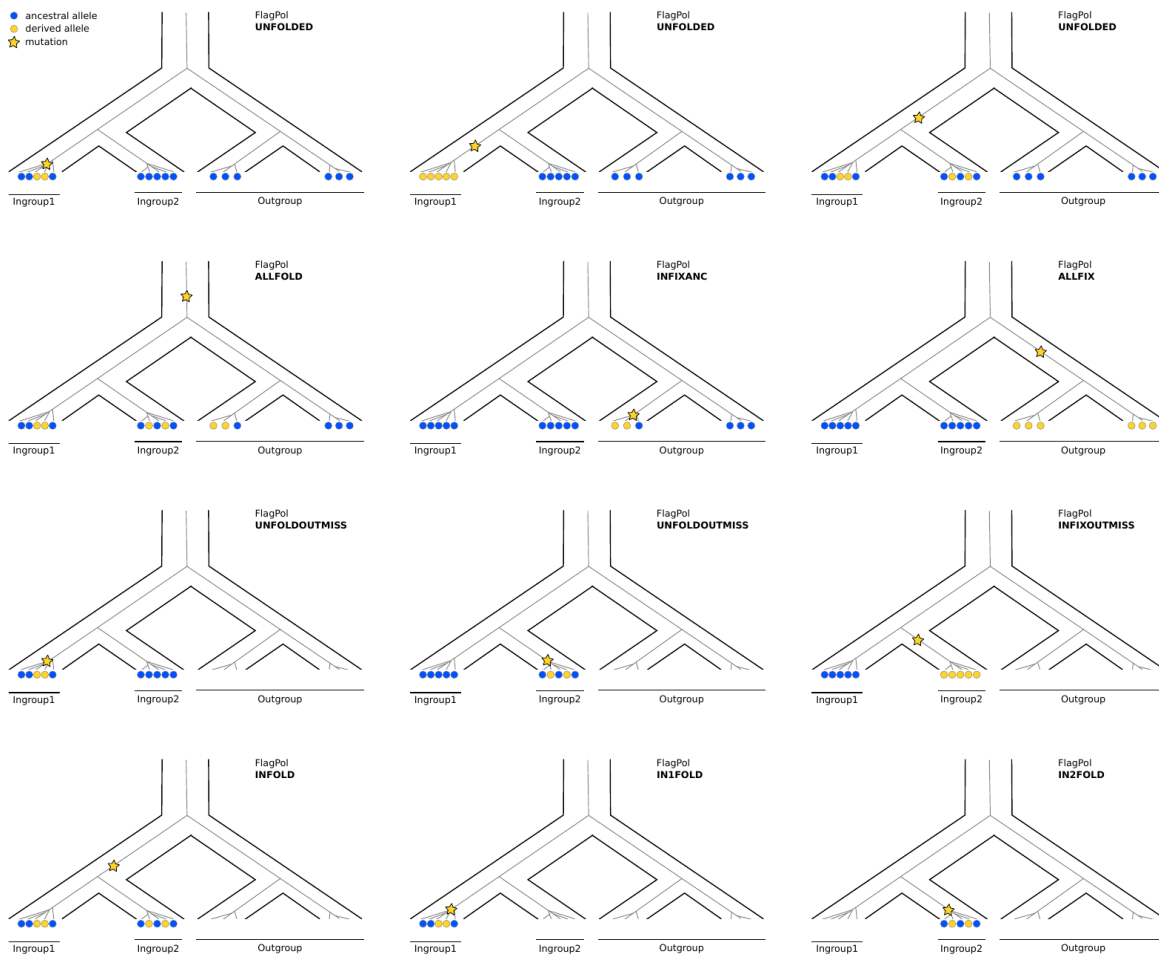 ancestral allele
derived allele
mutation
FlagPol
UNFOLDED
Ingroup1
Ingroup2
Outgroup
FlagPol
UNFOLDED
Ingroup1
Ingroup2
Outgroup
FlagPol
UNFOLDED
Ingroup1
Ingroup2
Outgroup
FlagPol
ALLFOLD
Ingroup1
Ingroup2
Outgroup
FlagPol
INFIXANC
Ingroup1
Ingroup2
Outgroup
FlagPol
ALLFIX
Ingroup1
Ingroup2
Outgroup
FlagPol
UNFOLDOUTMISS
Ingroup1
Ingroup2
Outgroup
FlagPol
UNFOLDOUTMISS
Ingroup1
Ingroup2
Outgroup
FlagPol
INFIXOUTMISS
Ingroup1
Ingroup2
Outgroup
FlagPol
INFOLD
Ingroup1
Ingroup2
Outgroup
FlagPol
IN1FOLD
Ingroup1
Ingroup2
Outgroup
FlagPol
IN2FOLD
Ingroup1
Ingroup2
Outgroup